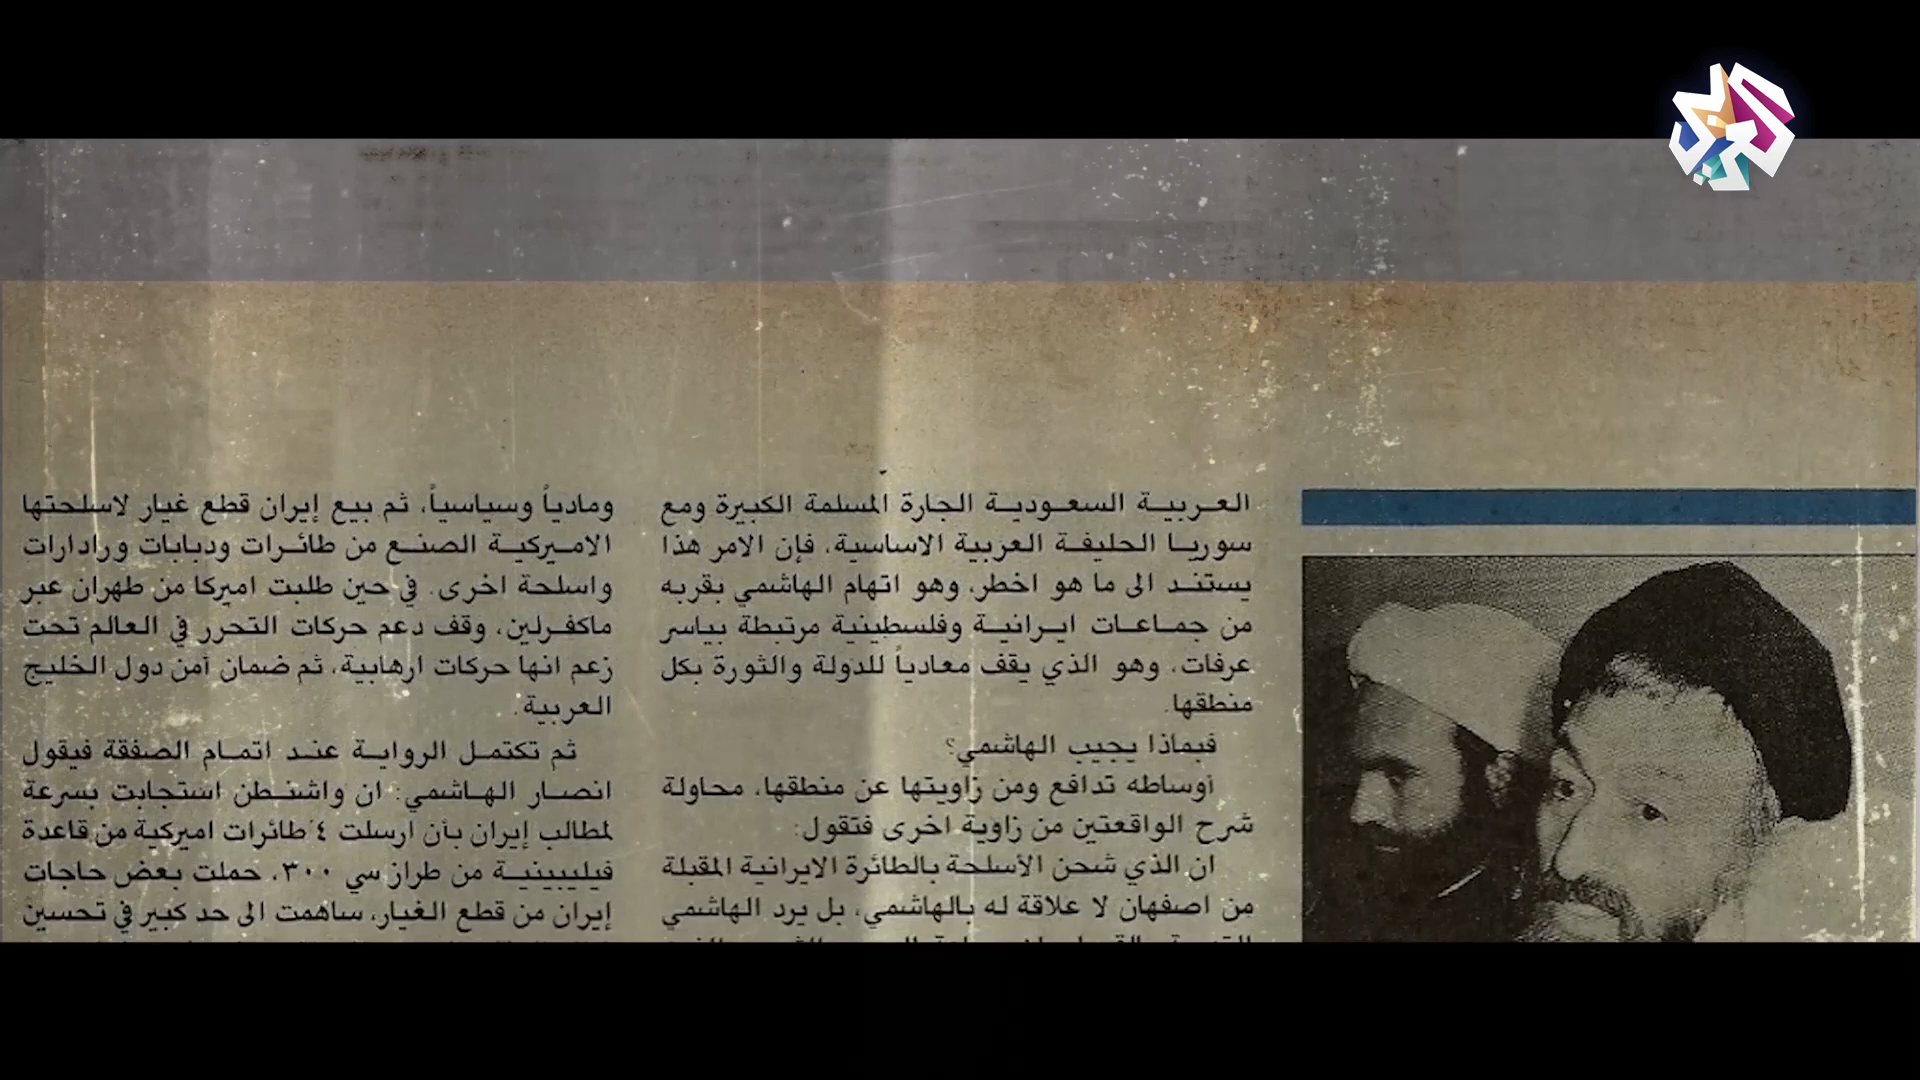 العربية السعودية الجارة المسلمة الكبيرة ومع
سوريا الحليفة العربية الاساسية، فإن الامر هذا
يستند الى ما هو اخطر، وهو اتهام الهاشمي بقربه
من جماعات ايرانية وفلسطينية مرتبطة بياسر
عرفات، وهو الذي يقف معادياً للدولة والثورة بكل
منطقها.
فبماذا يجيب الهاشمي؟
أوساطه تدافع ومن زاويتها عن منطقها، محاولة
شرح الواقعتين من زاوية اخرى فتقول:
ان الذي شحن الأسلحة بالطائرة الايرانية المقبلة
من اصفهان لا علاقة له بالهاشمي، بل يرد الهاشمي
ومادياً وسياسياً، ثم بيع إيران قطع غيار لاسلحتها
الاميركية الصنع من طائرات ودبابات ورادارات
واسلحة اخرى. في حين طلبت اميركا من طهران عبر
ماكفرلين، وقف دعم حركات التحرر في العالم تحت
زعم انها حركات ارهابية، ثم ضمان أمن دول الخليج
العربية.
ثم تكتمل الرواية عند اتمام الصفقة فيقول
انصار الهاشمي: ان واشنطن استجابت بسرعة
لمطالب إيران بأن ارسلت ٤ طائرات اميركية من قاعدة
فيليبينية من طراز سي ٣٠٠، حملت بعض حاجات
إيران من قطع الغيار، ساهمت الى حد كبير في تحسين